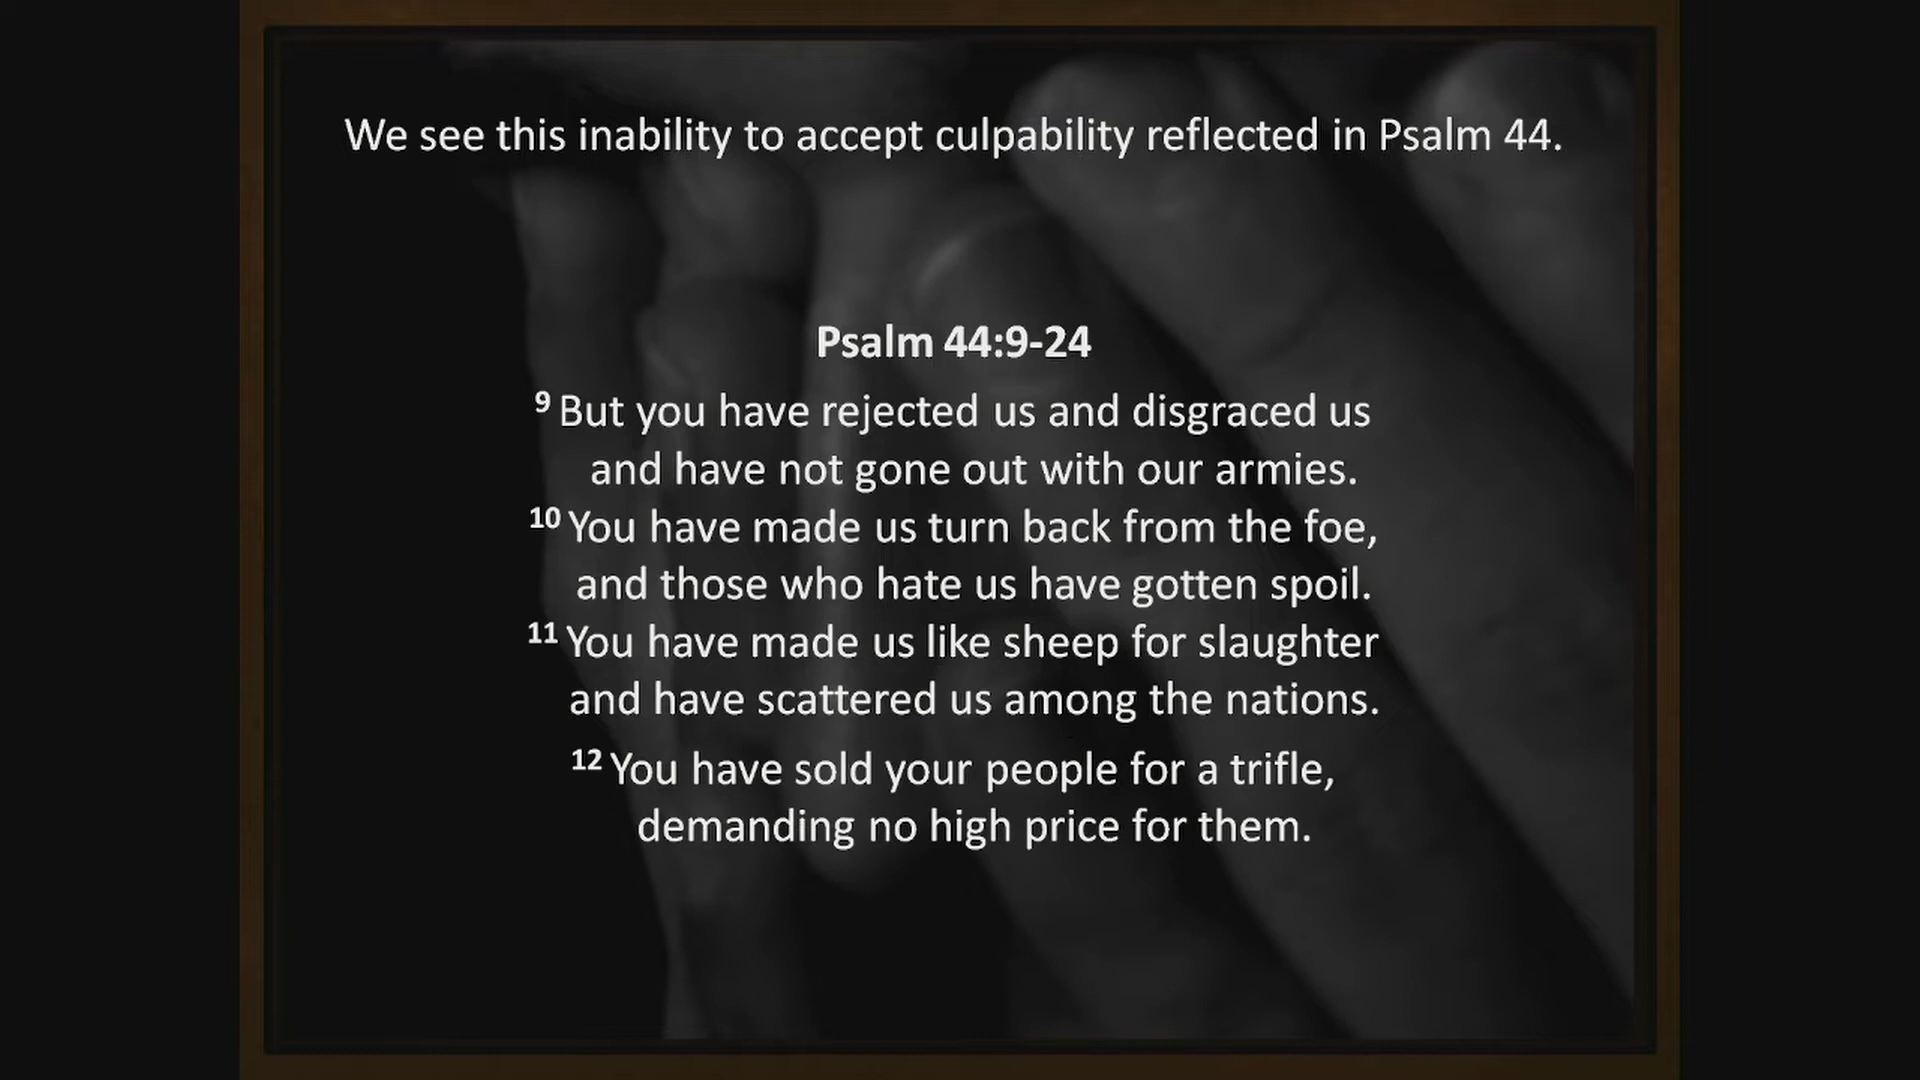 We see this inability to accept culpability reflected in Psalm 44.
Psalm 44:9-24
9 But you have rejected us and disgraced us
and have not gone out with our armies.
10 You have made us turn back from the foe,
and those who hate us have gotten spoil.
11 You have made us like sheep for slaughter
and have scattered us among the nations.
12 You have sold your people for a trifle,
demanding no high price for them.